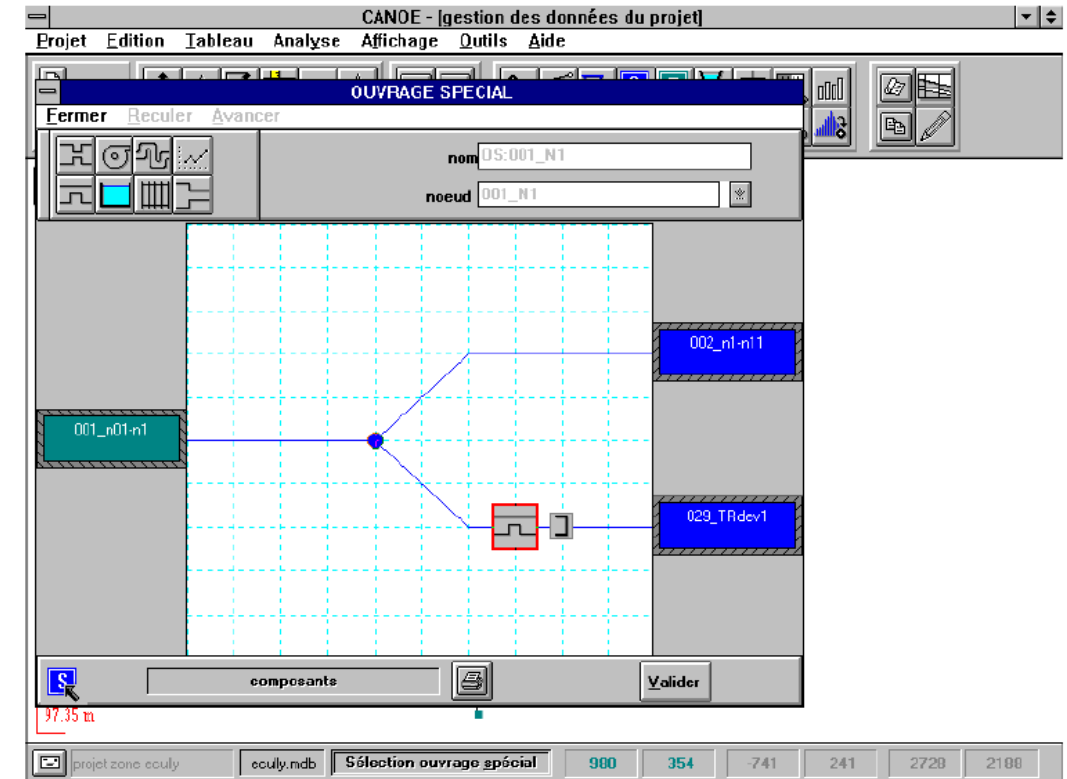 CANOE - [gestion des données du projet]
Projet Edition Tableau Analyse Affichage Outils Aide
OUVRAGE SPECIAL
Fermer Reculer Avancer
nom OS:001_N1
noeud 001_N1
002_n1-n11
001_n01-n1
029_TRdev1
S composants Valider
97.35 m
projet zone ecully ecully.mdb Sélection ouvrage spécial 980 354 -741 241 2728 2188